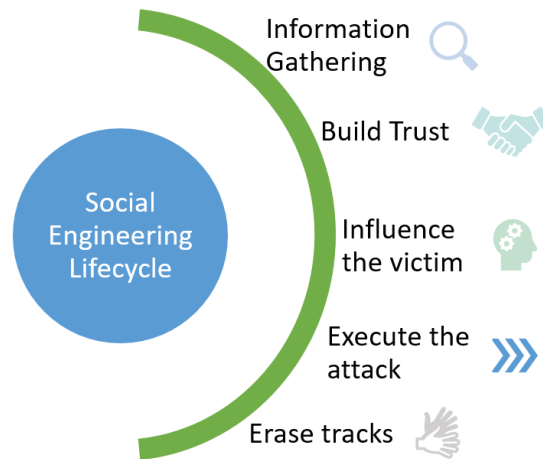 Social
Engineering
Lifecycle
Information
Gathering
Build Trust
Influence
the victim
Execute the
attack
Erase tracks